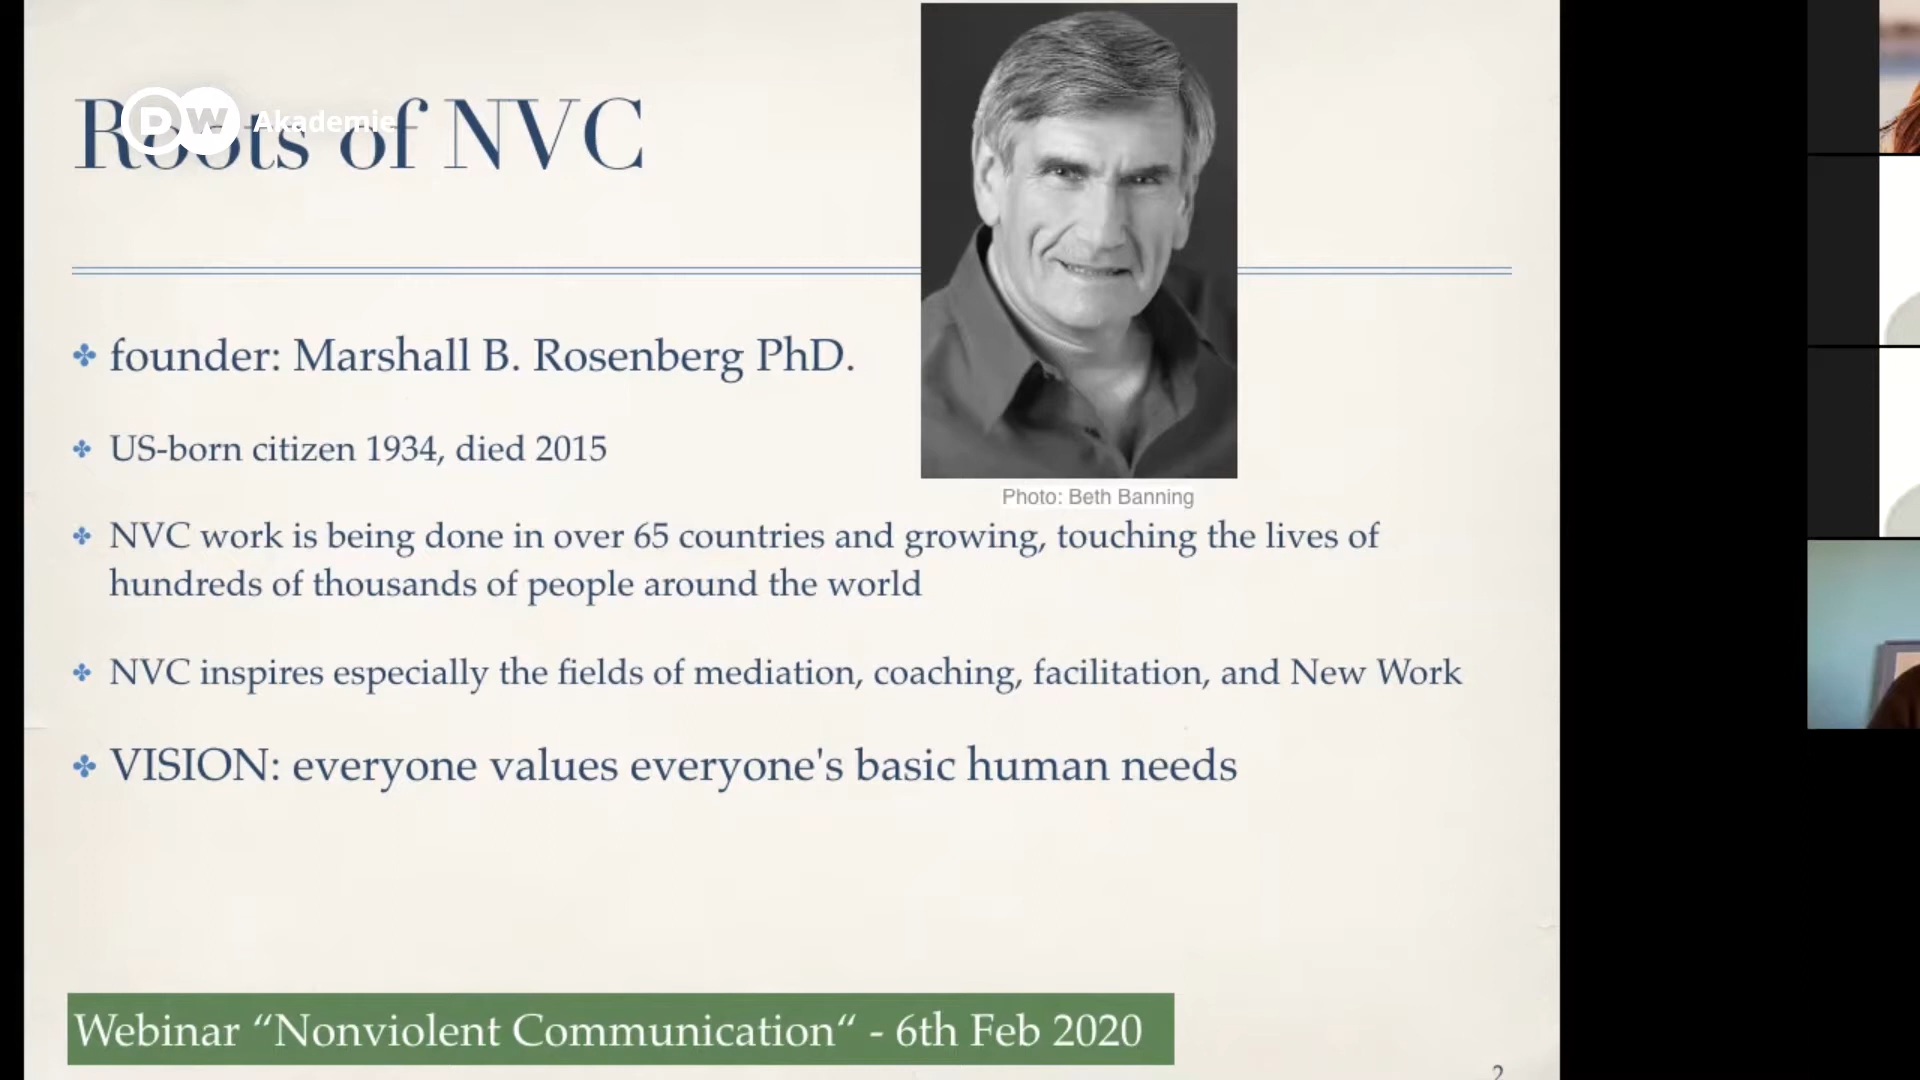 Roots of NVC
DW Akademie
founder: Marshall B. Rosenberg PhD.
US-born citizen 1934, died 2015
Photo: Beth Banning
NVC work is being done in over 65 countries and growing, touching the lives of
hundreds of thousands of people around the world
NVC inspires especially the fields of mediation, coaching, facilitation, and New Work
VISION: everyone values everyone's basic human needs
Webinar “Nonviolent Communication“ - 6th Feb 2020
2